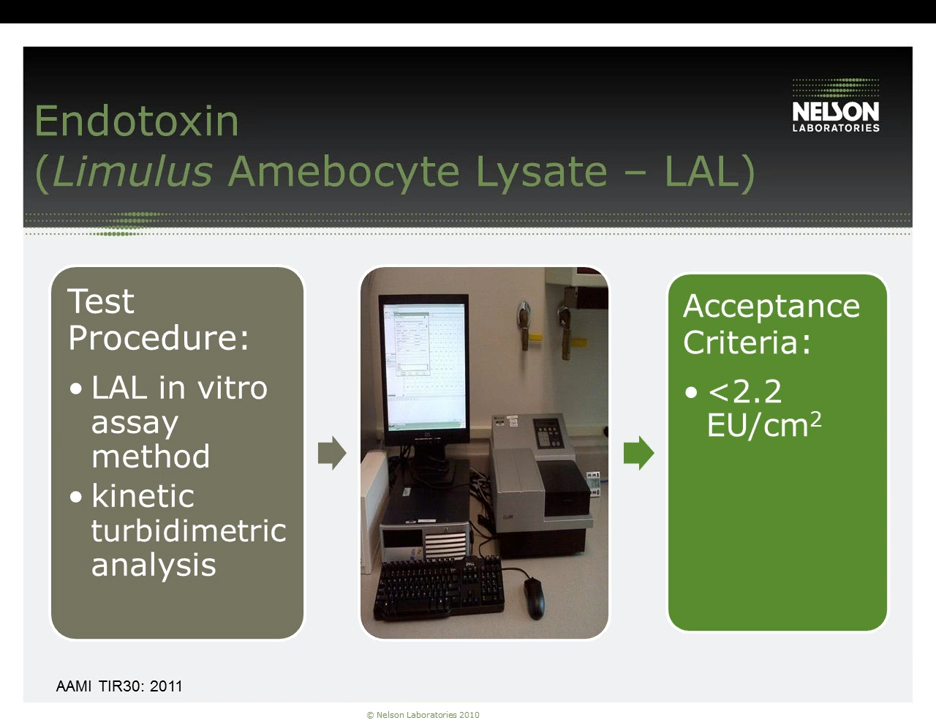 Endotoxin
(Limulus Amebocyte Lysate – LAL)
NELSON
LABORATORIES
Test
Procedure:
• LAL in vitro
assay
method
• kinetic
turbidimetric
analysis
Acceptance
Criteria:
• <2.2
EU/cm²
AAMI TIR30: 2011
© Nelson Laboratories 2010